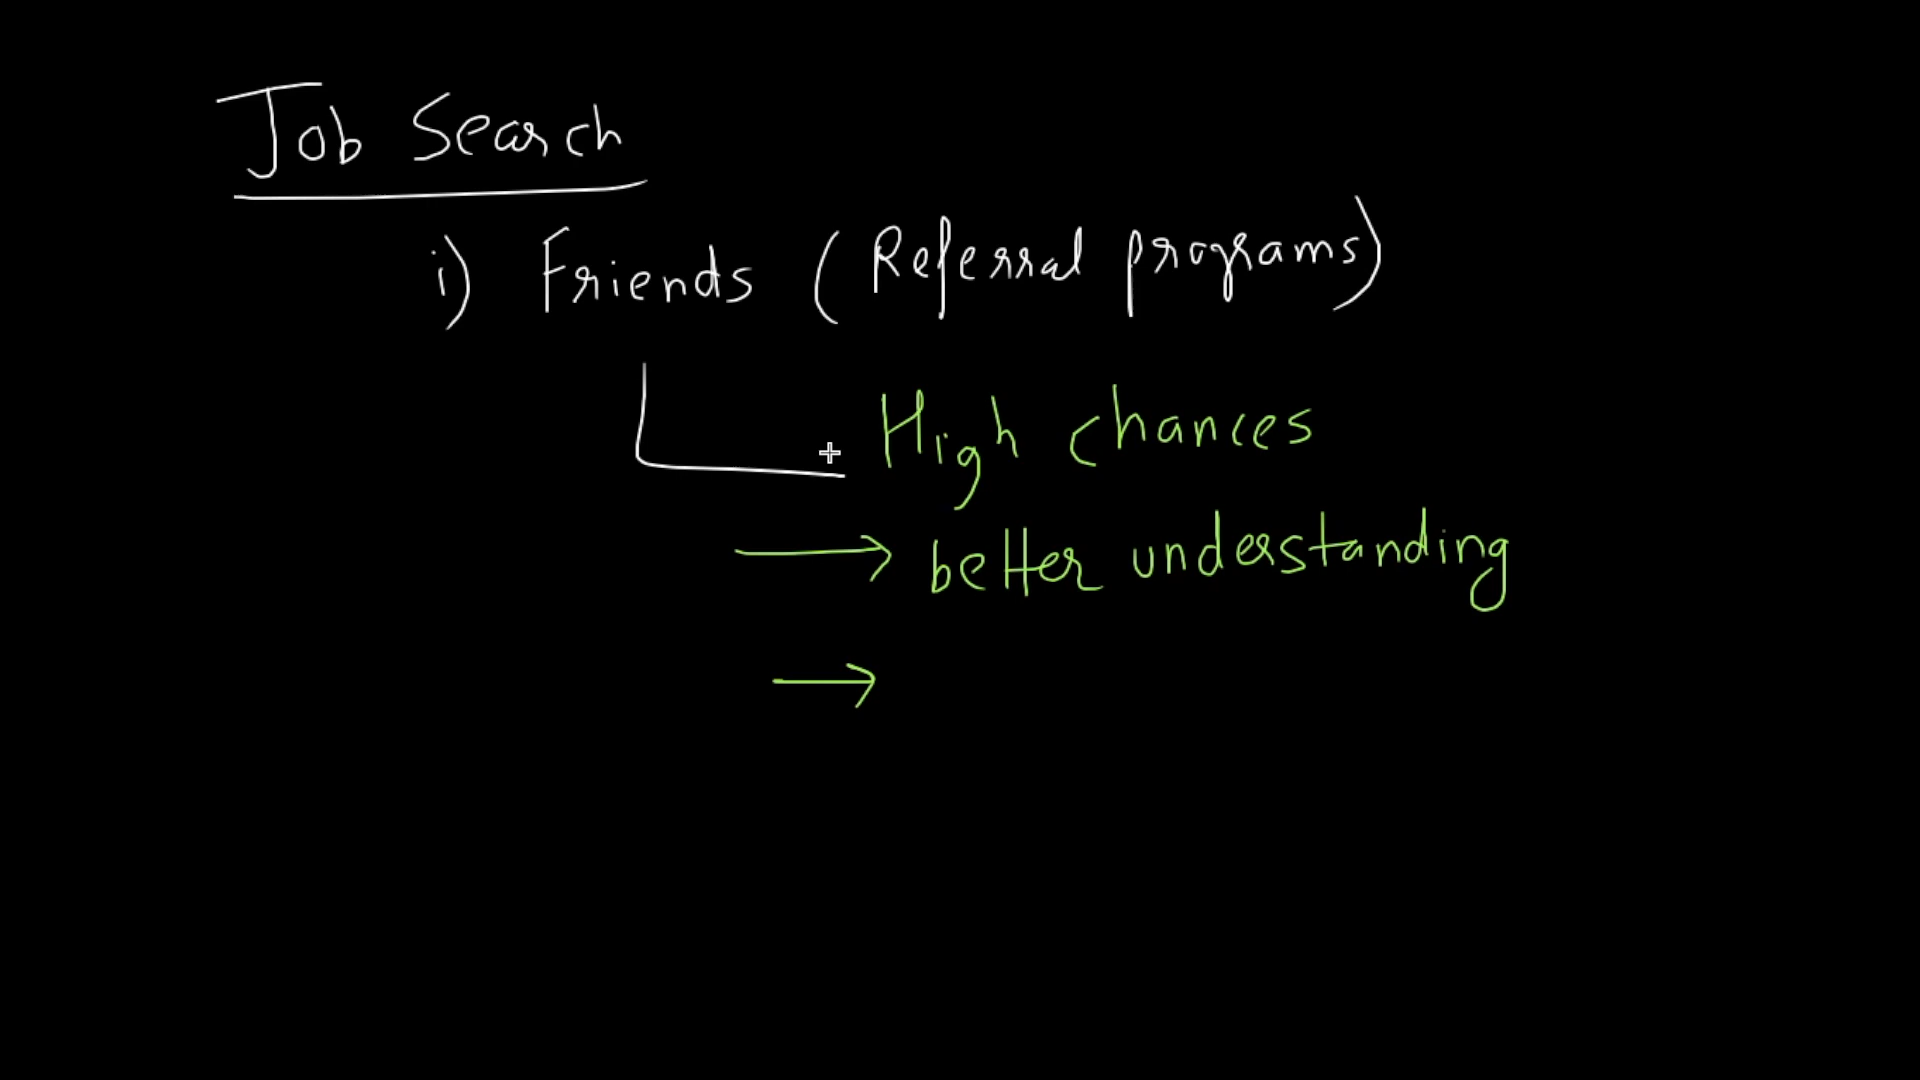 Job Search
i) Friends (Referral programs)
High chances
→ better understanding
→